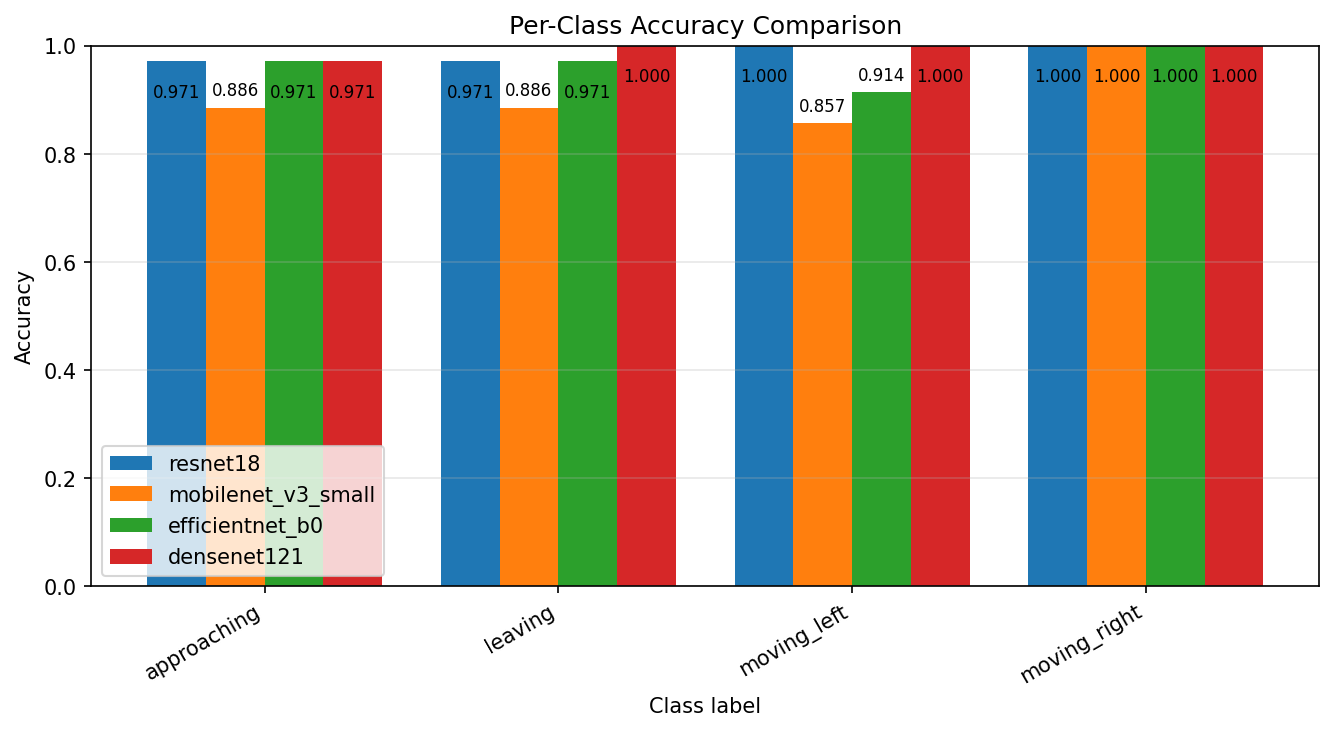 Per-Class Accuracy Comparison
Accuracy
1.0
0.8
0.6
0.4
0.2
0.0
0.971 0.886 0.971 0.971
0.971 0.886 0.971 1.000
1.000 0.857 0.914 1.000
1.000 1.000 1.000 1.000
resnet18
mobilenet_v3_small
efficientnet_b0
densenet121
approaching
leaving
moving_left
moving_right
Class label